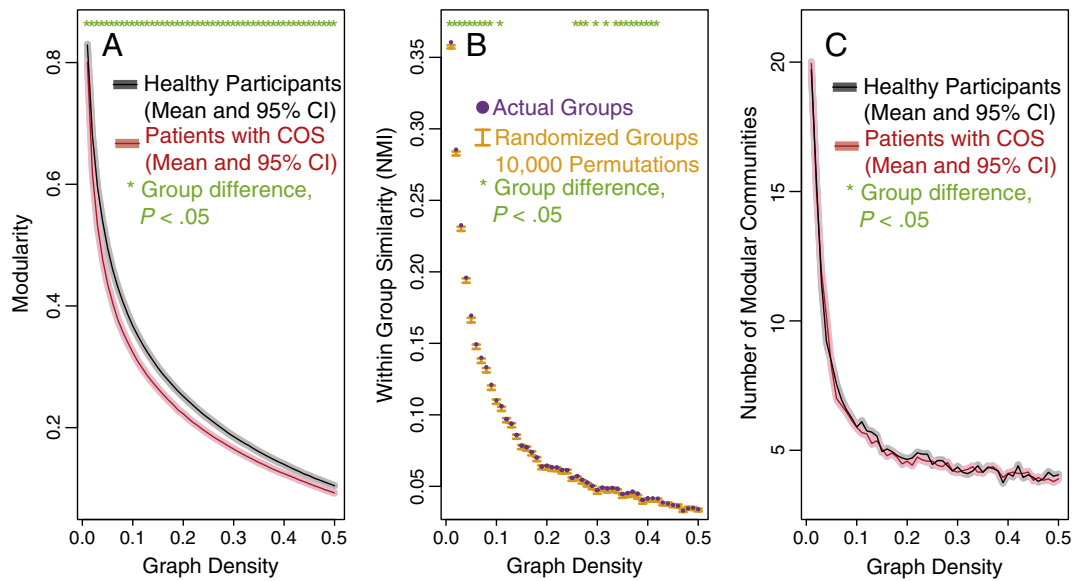 **************************************************
A
Healthy Participants
(Mean and 95% CI)
Patients with COS
(Mean and 95% CI)
* Group difference,
P < .05
Modularity
0.8
0.6
0.4
0.2
0.0 0.1 0.2 0.3 0.4 0.5
Graph Density
B
Actual Groups
Randomized Groups
10,000 Permutations
* Group difference,
P < .05
Within Group Similarity (NMI)
0.35
0.30
0.25
0.20
0.15
0.10
0.05
0.0 0.1 0.2 0.3 0.4 0.5
Graph Density
C
Healthy Participants
(Mean and 95% CI)
Patients with COS
(Mean and 95% CI)
* Group difference,
P < .05
Number of Modular Communities
20
15
10
5
0.0 0.1 0.2 0.3 0.4 0.5
Graph Density